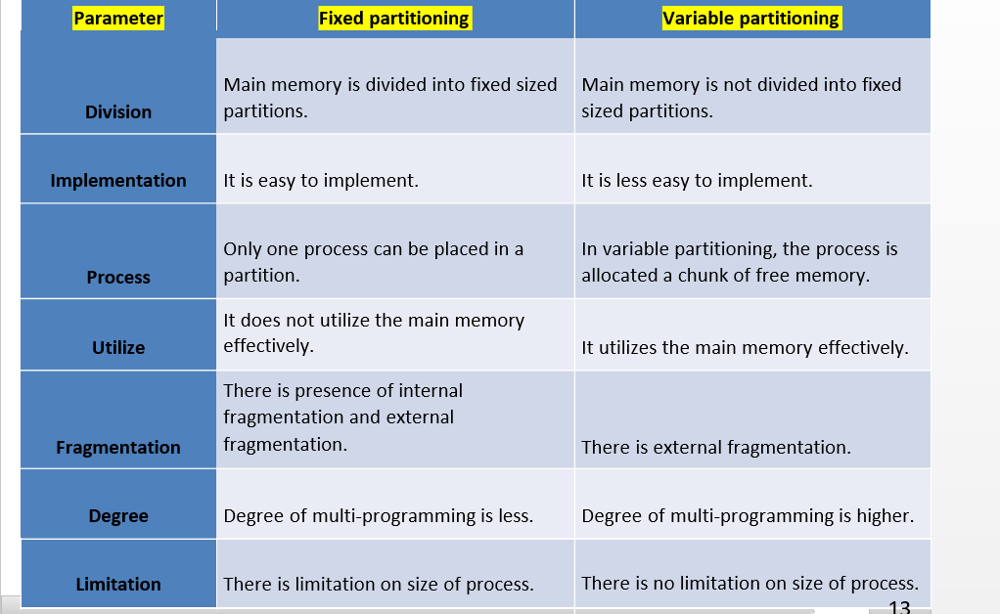 Parameter Fixed partitioning Variable partitioning
Division
Main memory is divided into fixed sized
partitions.
Main memory is not divided into fixed
sized partitions.
Implementation
It is easy to implement.
It is less easy to implement.
Process
Only one process can be placed in a
partition.
In variable partitioning, the process is
allocated a chunk of free memory.
Utilize
It does not utilize the main memory
effectively.
It utilizes the main memory effectively.
Fragmentation
There is presence of internal
fragmentation and external
fragmentation.
There is external fragmentation.
Degree
Degree of multi-programming is less.
Degree of multi-programming is higher.
Limitation
There is limitation on size of process.
There is no limitation on size of process.
13